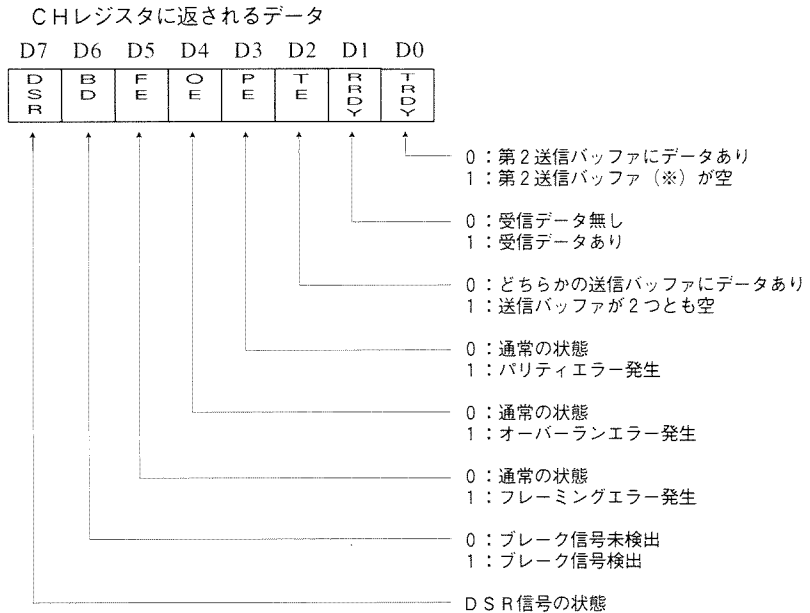 CHレジスタに返されるデータ
D7 D6 D5 D4 D3 D2 D1 D0
DSR BD FE OE PE TE RRDY TRDY
0：第2送信バッファにデータあり
1：第2送信バッファ（※）が空
0：受信データ無し
1：受信データあり
0：どちらかの送信バッファにデータあり
1：送信バッファが2つとも空
0：通常の状態
1：パリティエラー発生
0：通常の状態
1：オーバーランエラー発生
0：通常の状態
1：フレーミングエラー発生
0：ブレーク信号未検出
1：ブレーク信号検出
DSR信号の状態